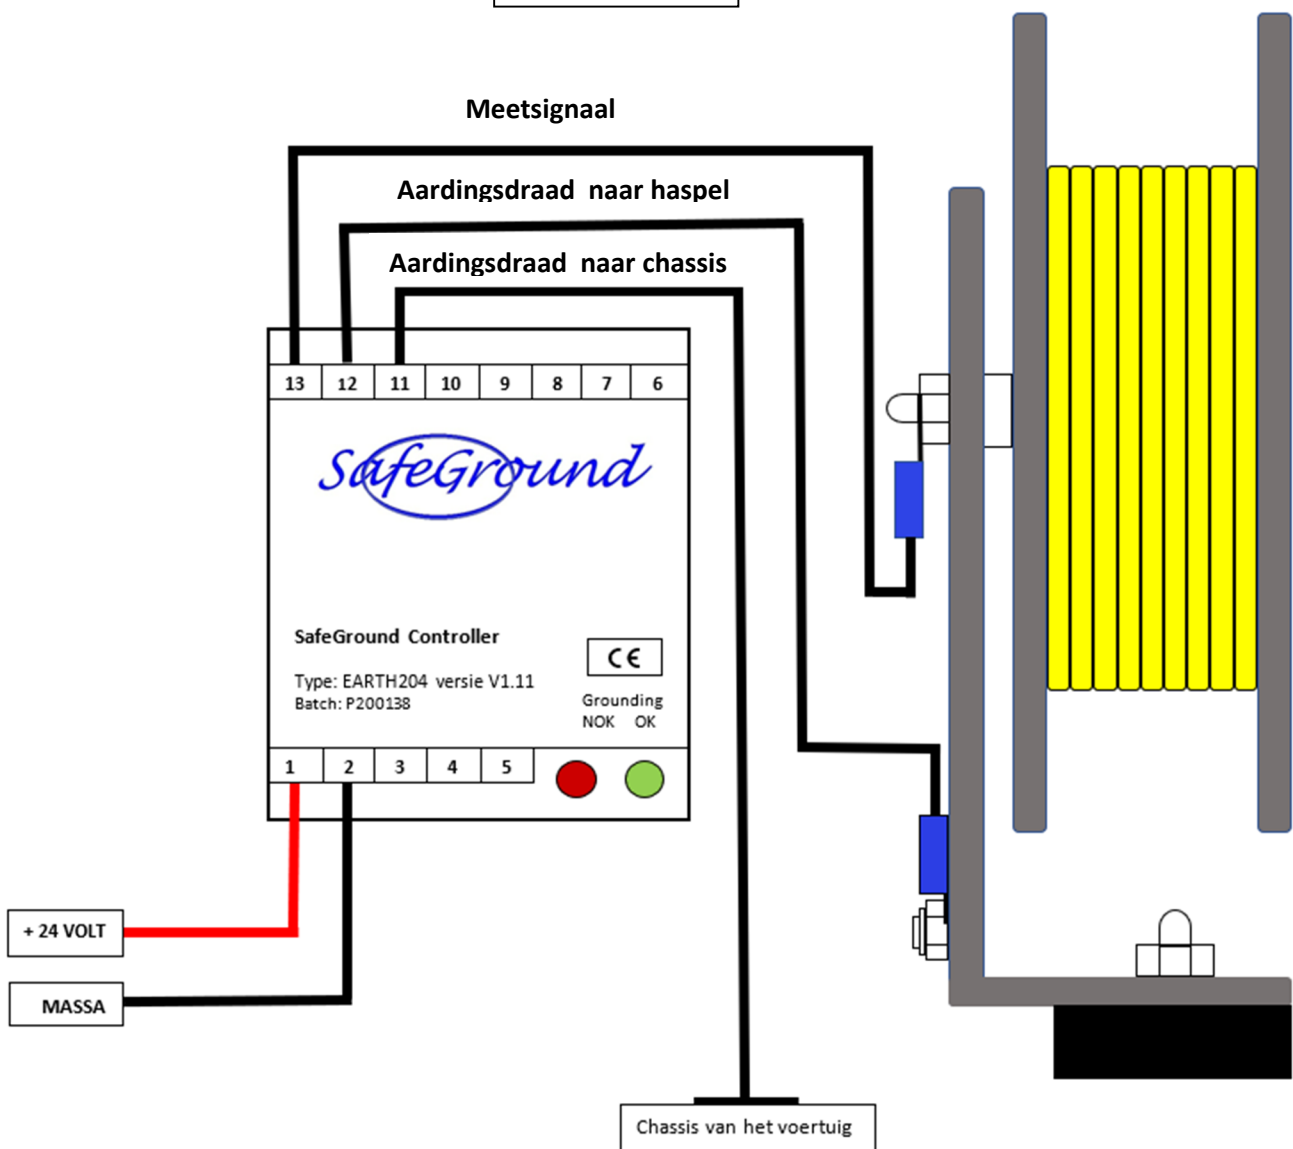 Meetsignaal
Aardingsdraad naar haspel
Aardingsdraad naar chassis
13 12 11 10 9 8 7 6
SafeGround
SafeGround Controller
CE
Type: EARTH204 versie V1.11
Batch: P200138
Grounding
NOK OK
1 2 3 4 5
+ 24 VOLT
MASSA
Chassis van het voertuig